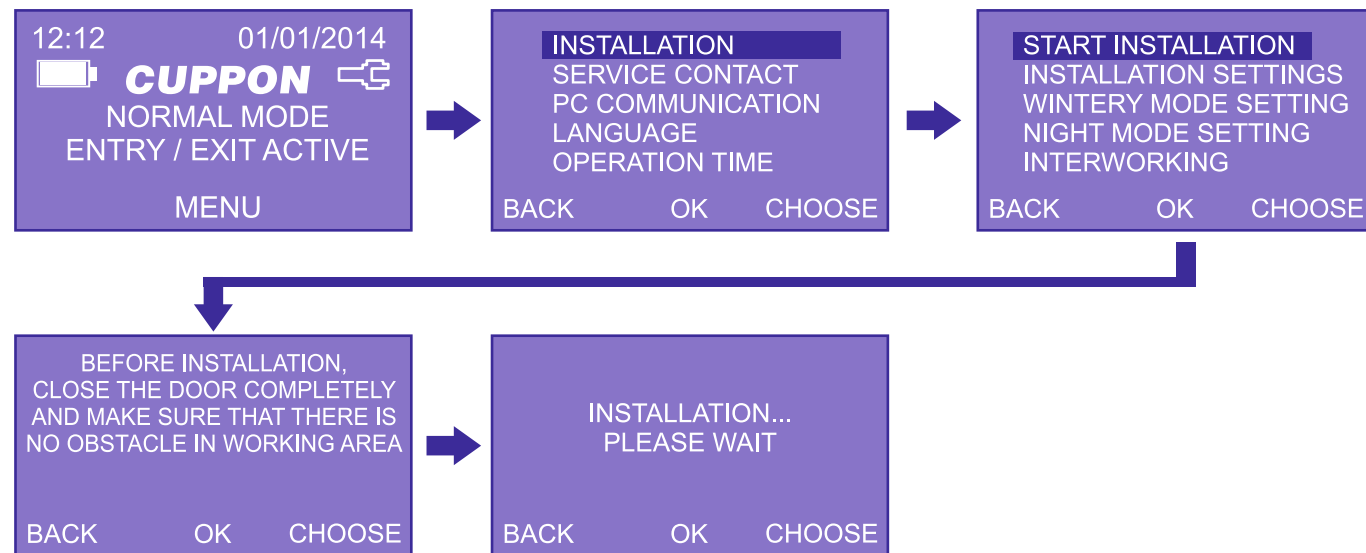 12:12 01/01/2014
CUPPON
NORMAL MODE
ENTRY / EXIT ACTIVE
MENU
INSTALLATION
SERVICE CONTACT
PC COMMUNICATION
LANGUAGE
OPERATION TIME
BACK OK CHOOSE
START INSTALLATION
INSTALLATION SETTINGS
WINTERY MODE SETTING
NIGHT MODE SETTING
INTERWORKING
BACK OK CHOOSE
BEFORE INSTALLATION,
CLOSE THE DOOR COMPLETELY
AND MAKE SURE THAT THERE IS
NO OBSTACLE IN WORKING AREA
BACK OK CHOOSE
INSTALLATION...
PLEASE WAIT
BACK OK CHOOSE